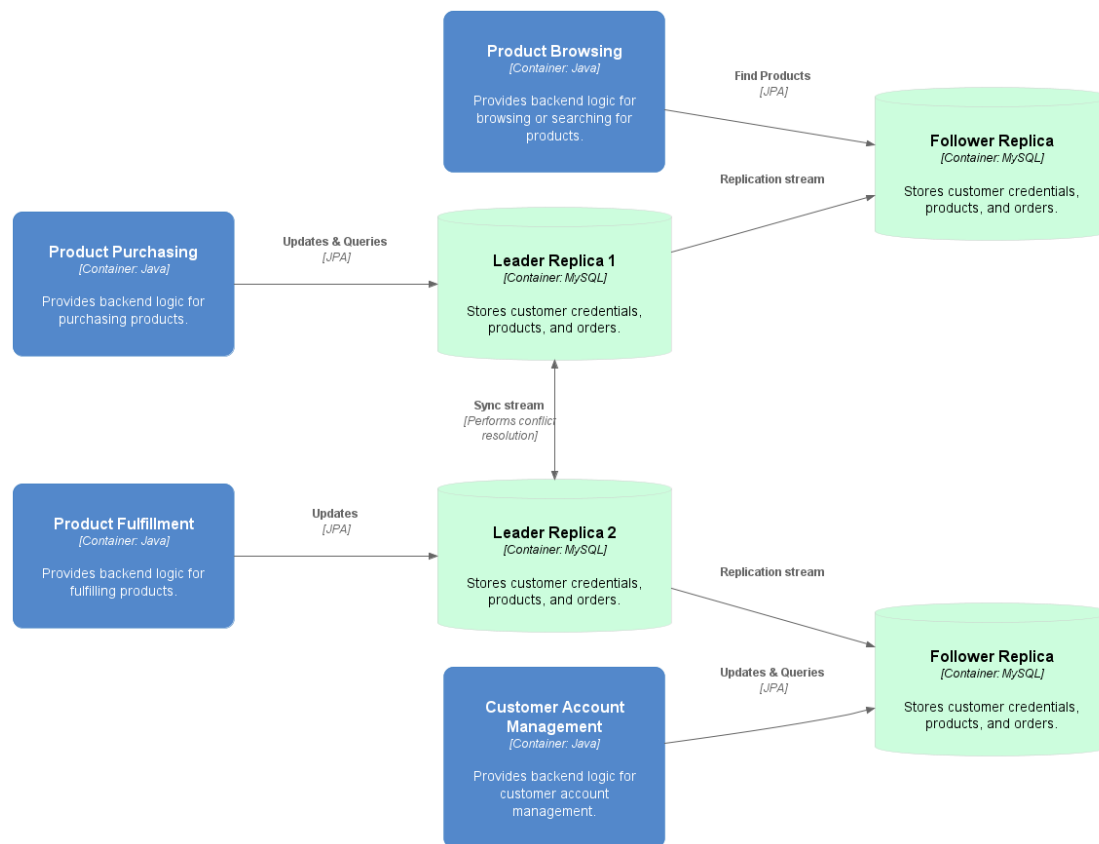 Product Browsing
[Container: Java]
Provides backend logic for
browsing or searching for
products.
Find Products
[JPA]
Follower Replica
[Container: MySQL]
Stores customer credentials,
products, and orders.
Replication stream
Product Purchasing
[Container: Java]
Provides backend logic for
purchasing products.
Updates & Queries
[JPA]
Leader Replica 1
[Container: MySQL]
Stores customer credentials,
products, and orders.
Sync stream
[Performs conflict
resolution]
Product Fulfillment
[Container: Java]
Provides backend logic for
fulfilling products.
Updates
[JPA]
Leader Replica 2
[Container: MySQL]
Stores customer credentials,
products, and orders.
Replication stream
Follower Replica
[Container: MySQL]
Stores customer credentials,
products, and orders.
Updates & Queries
[JPA]
Customer Account
Management
[Container: Java]
Provides backend logic for
customer account
management.